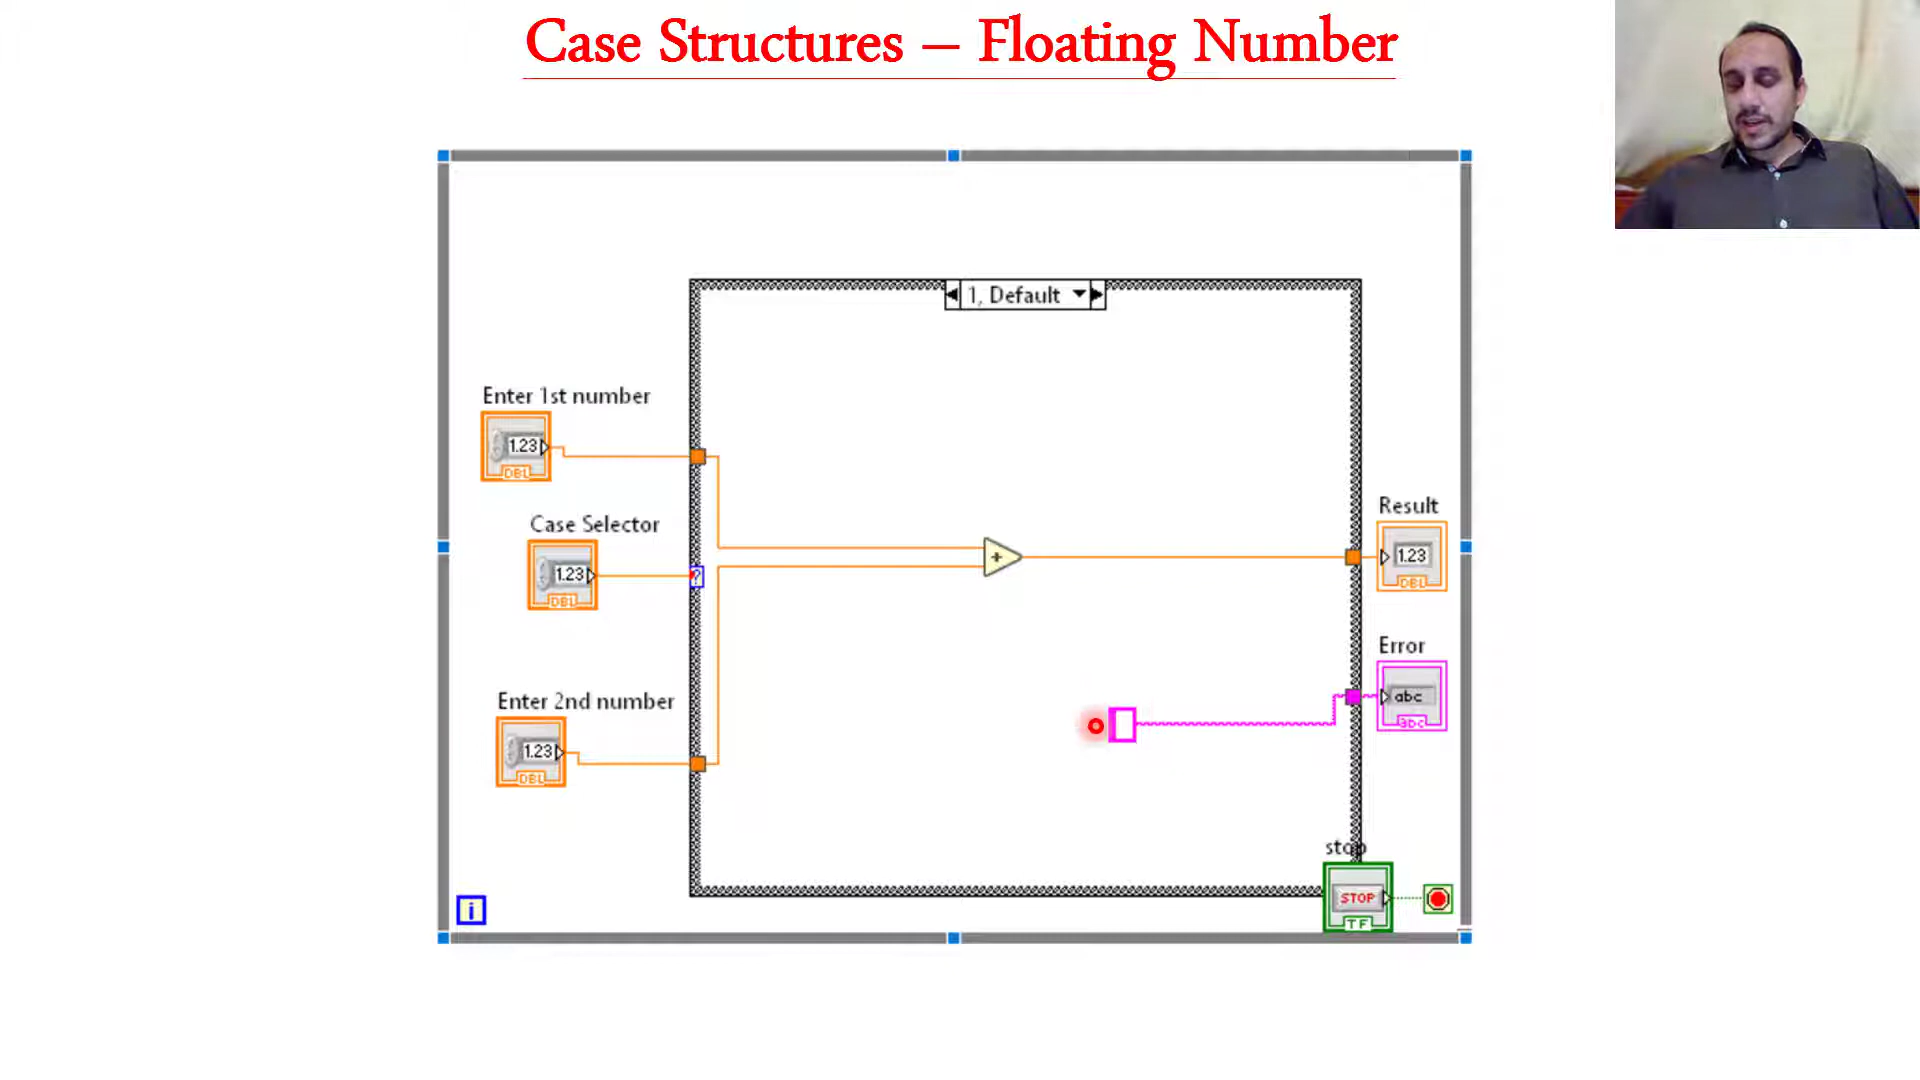 Case Structures – Floating Number
1, Default
Enter 1st number
1.23
DBL
Case Selector
1.23
DBL
?
+
Result
1.23
DBL
Error
abc
abc
Enter 2nd number
1.23
DBL
stop
STOP
TF
i